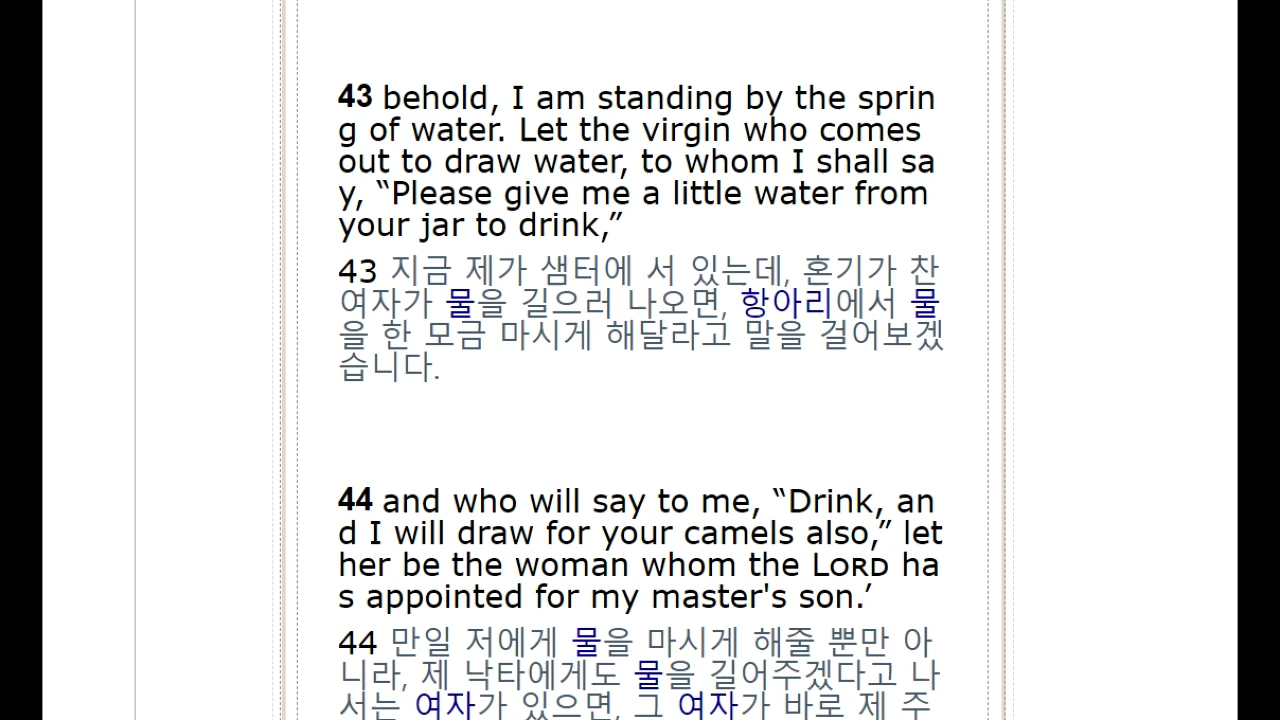 43 behold, I am standing by the sprin
g of water. Let the virgin who comes
out to draw water, to whom I shall sa
y, “Please give me a little water from
your jar to drink,”
43 지금 제가 샘터에 서 있는데, 혼기가 찬
여자가 물을 길으러 나오면, 항아리에서 물
을 한 모금 마시게 해달라고 말을 걸어보겠
습니다.
44 and who will say to me, “Drink, an
d I will draw for your camels also,” let
her be the woman whom the LORD ha
s appointed for my master's son.’
44 만일 저에게 물을 마시게 해줄 뿐만 아
니라, 제 낙타에게도 물을 길어주겠다고 나
서는 여자가 있으면, 그 여자가 바로 제 주